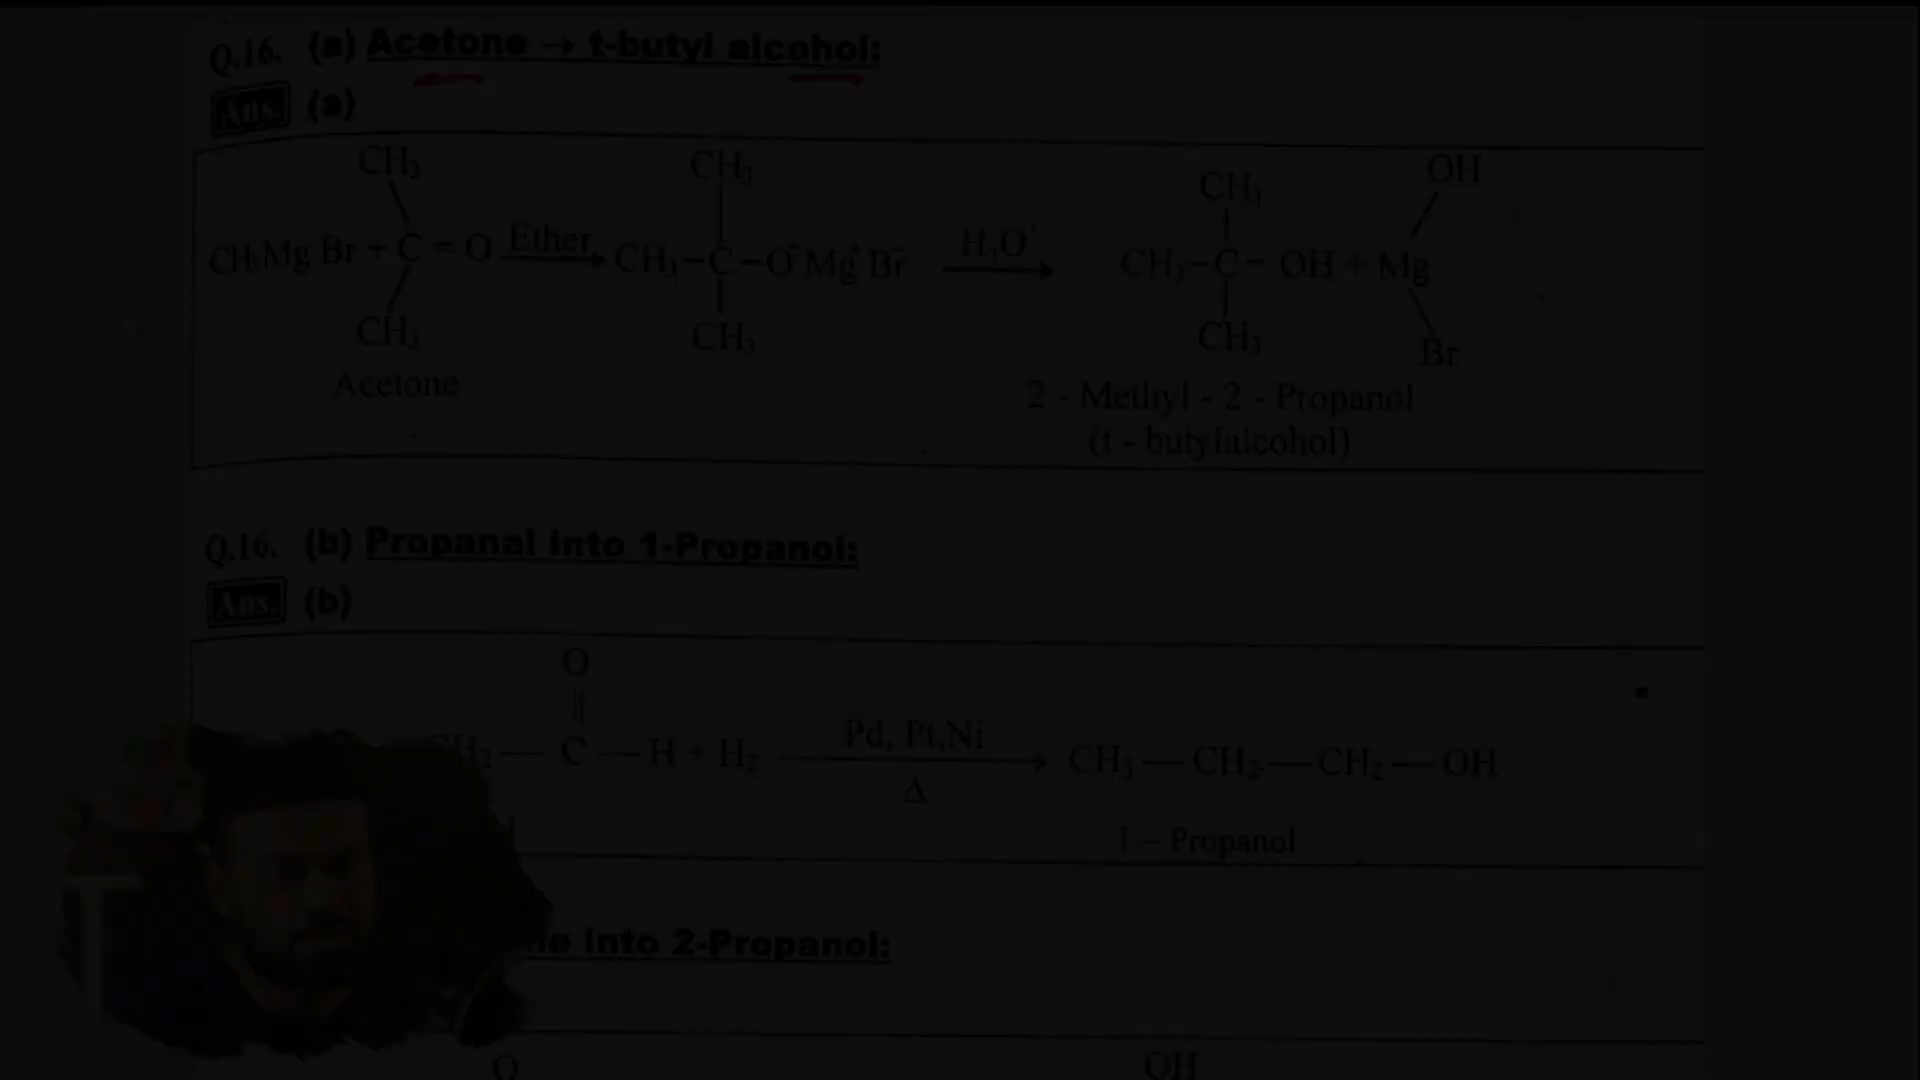 Q.16. (a) Acetone → t-butyl alcohol:
Ans. (a)
CH₃ CH₃ CH₃ OH
CH₃Mg Br + C = O Ether CH₃-C-O⁻Mg⁺Br⁻ H₃O⁺ CH₃-C-OH + Mg
CH₃ CH₃ CH₃ Br
Acetone
2 - Methyl - 2 - Propanol
(t - butylalcohol)
Q.16. (b) Propanal into 1-Propanol:
Ans. (b)
O
— C — H + H₂ Pd, Pt,Ni CH₃ — CH₂ — CH₂ — OH
Δ
1 – Propanol
into 2-Propanol:
O OH